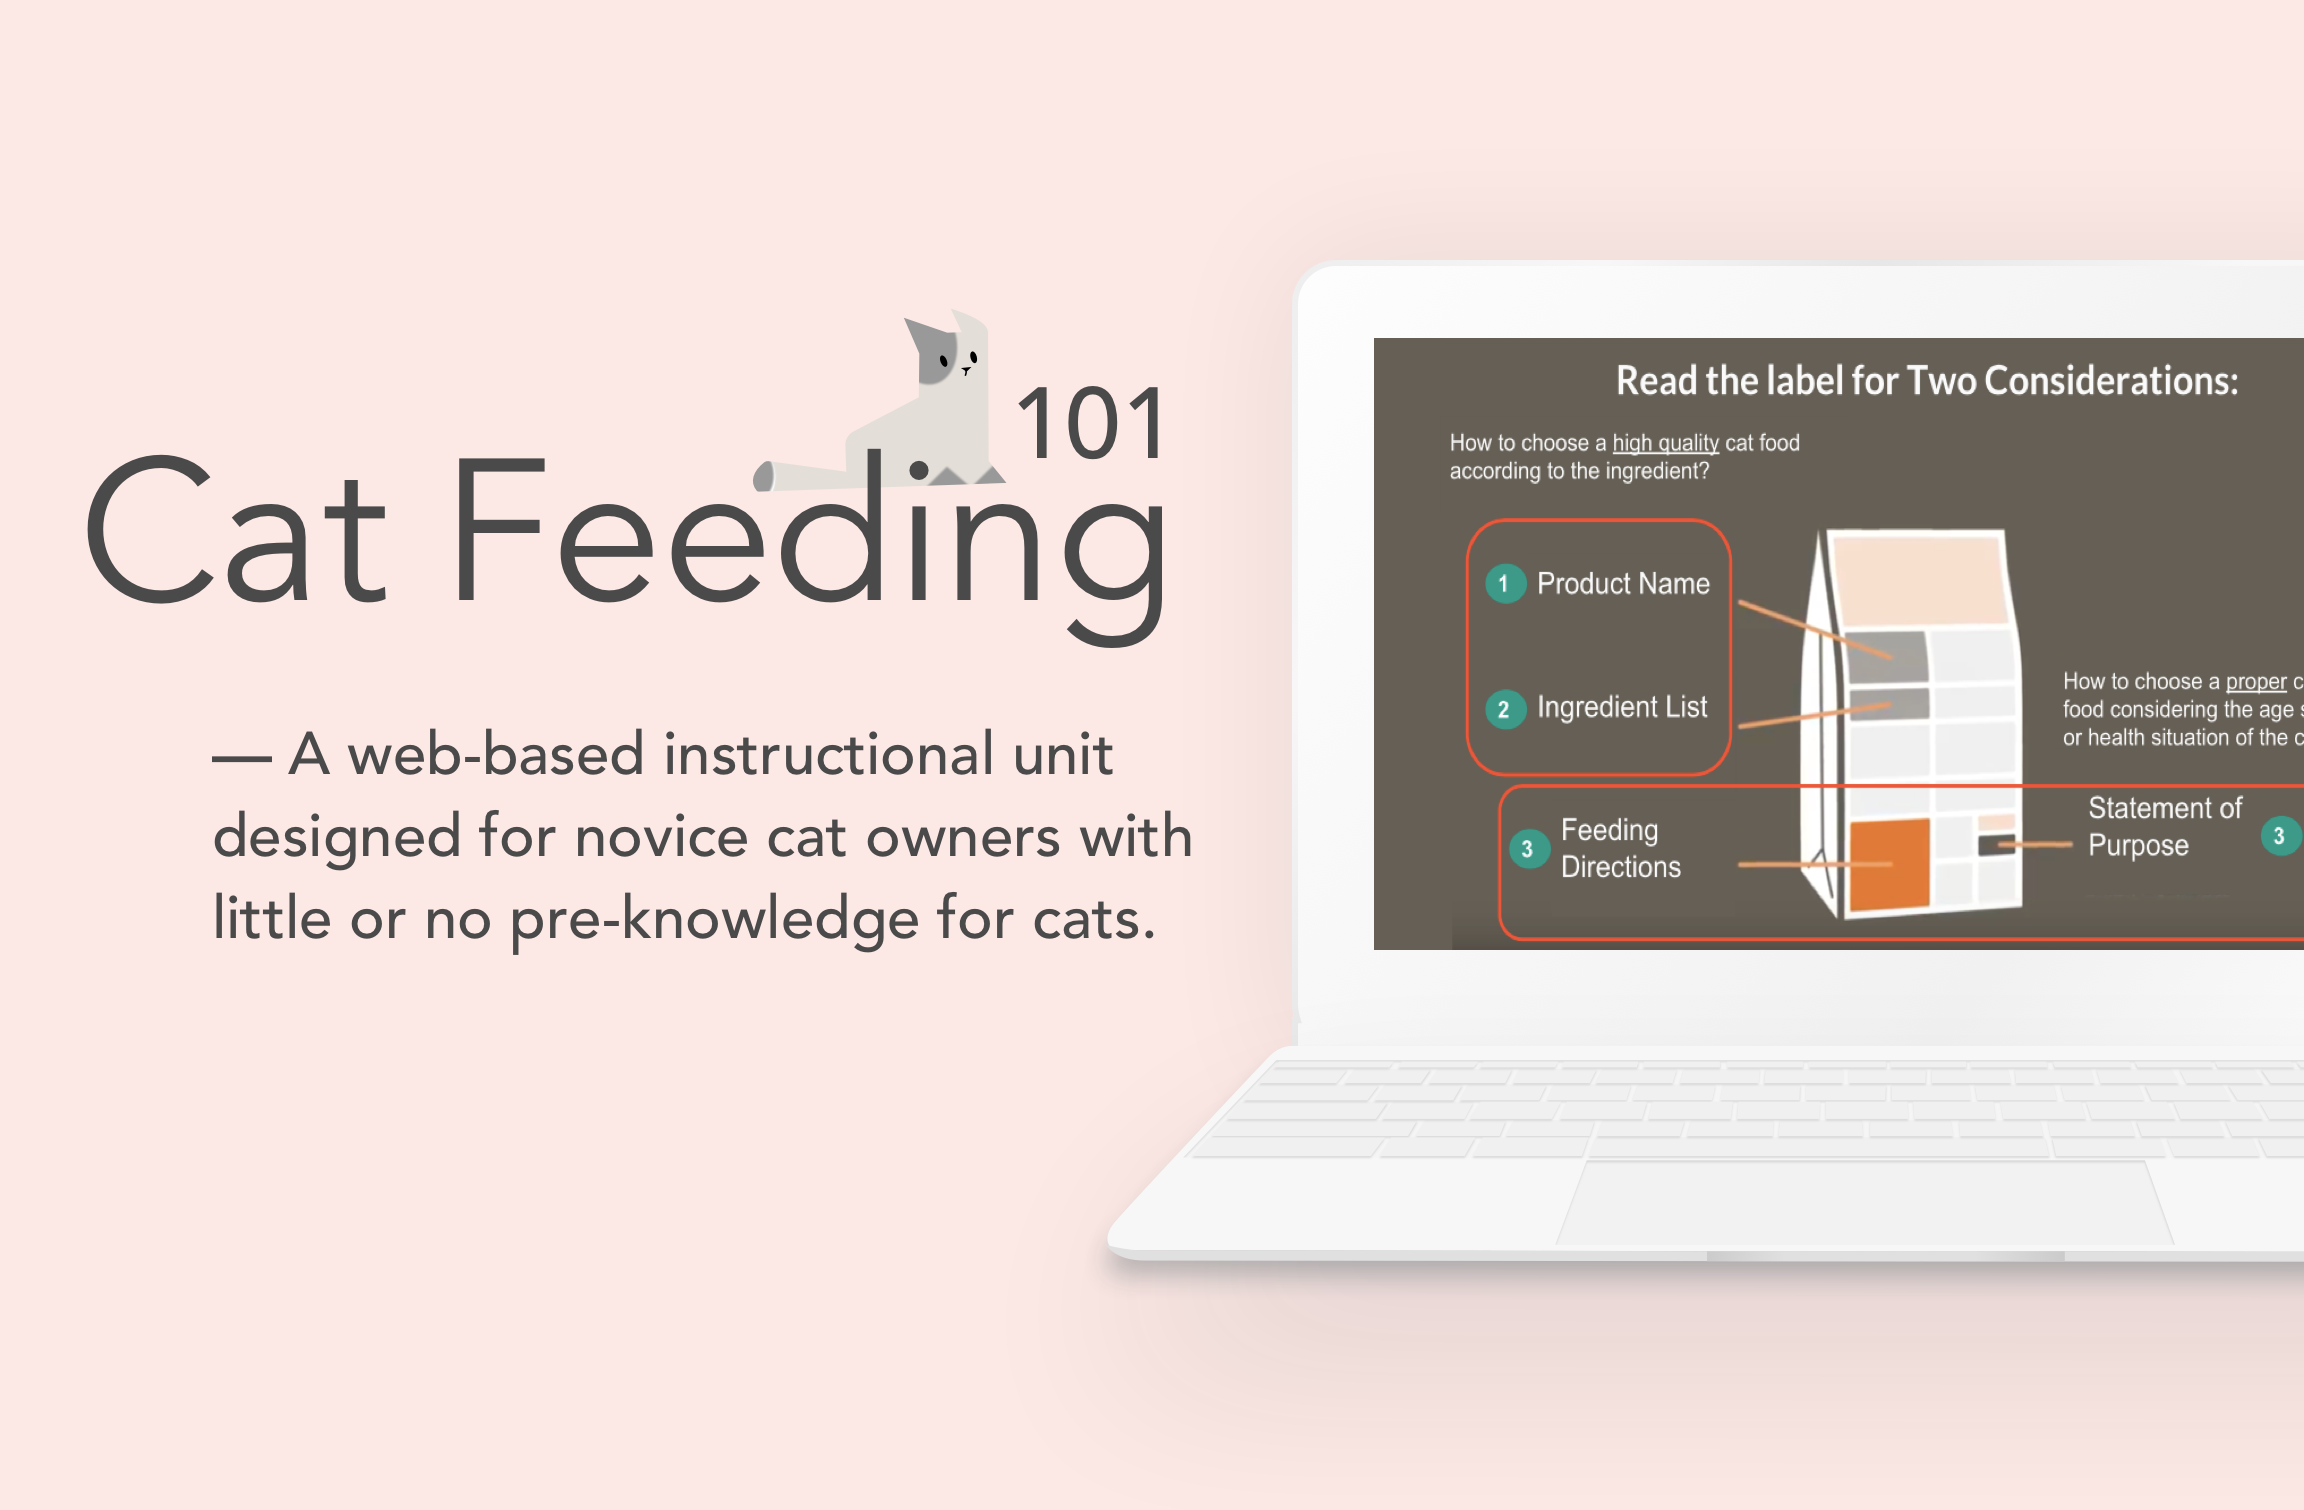 101
Cat Feeding
— A web-based instructional unit
designed for novice cat owners with
little or no pre-knowledge for cats.
Read the label for Two Considerations:
How to choose a high quality cat food
according to the ingredient?
1 Product Name
2 Ingredient List
How to choose a proper
food considering the age
or health situation of the
3 Feeding
Directions
Statement of
Purpose 3